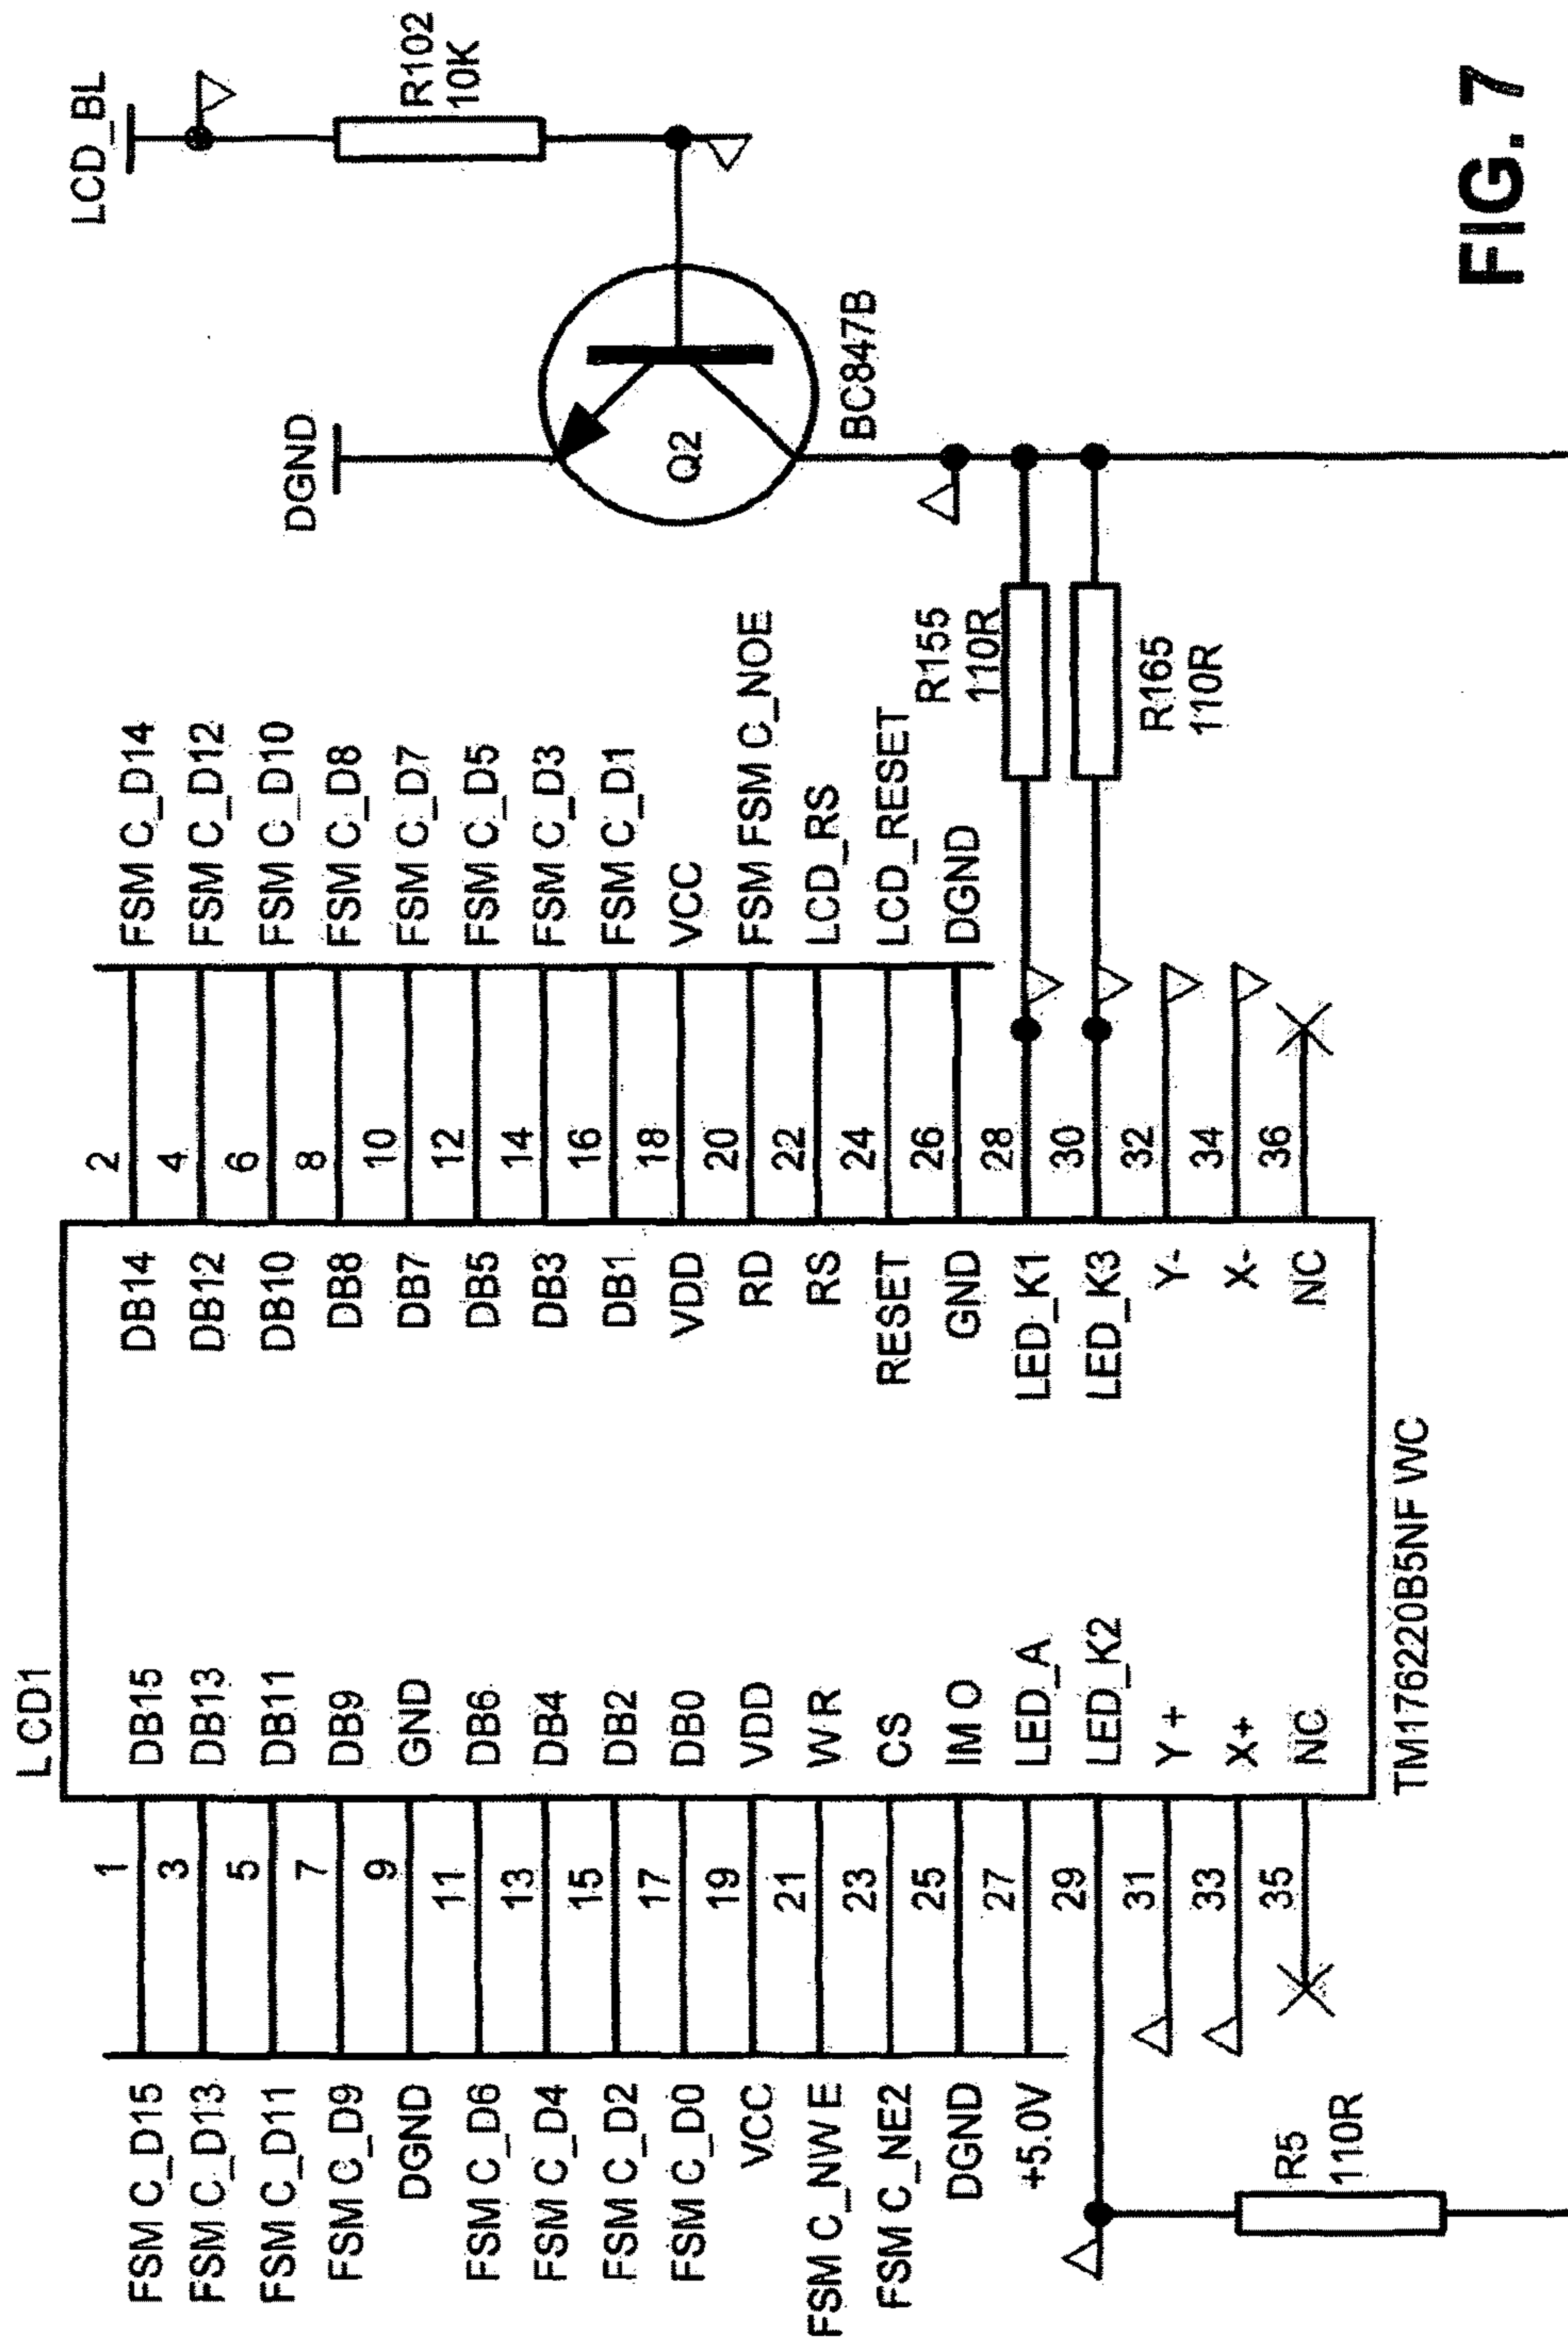 LCD1
1
DB15
FSM C_D15
3
DB13
FSM C_D13
5
DB11
FSM C_D11
7
DB9
FSM C_D9
9
GND
DGND
11
DB6
FSM C_D6
13
DB4
FSM C_D4
15
DB2
FSM C_D2
17
DB0
FSM C_D0
19
VDD
VCC
21
W R
FSM C_NW E
23
CS
FSM C_NE2
25
IM O
DGND
27
LED_A
+5.0V
29
LED_K2
31
Y +
33
X+
35
NC
R5
110R
2
DB14
FSM C_D14
4
DB12
FSM C_D12
6
DB10
FSM C_D10
8
DB8
FSM C_D8
10
DB7
FSM C_D7
12
DB5
FSM C_D5
14
DB3
FSM C_D3
16
DB1
FSM C_D1
18
VDD
VCC
20
RD
FSM FSM C_NOE
22
RS
LCD_RS
24
RESET
LCD_RESET
26
GND
DGND
28
LED_K1
30
LED_K3
32
Y-
34
X-
36
NC
TM176220B5NF WC
R155
110R
R165
110R
DGND
Q2
BC847B
LCD_BL
R102
10K
FIG. 7